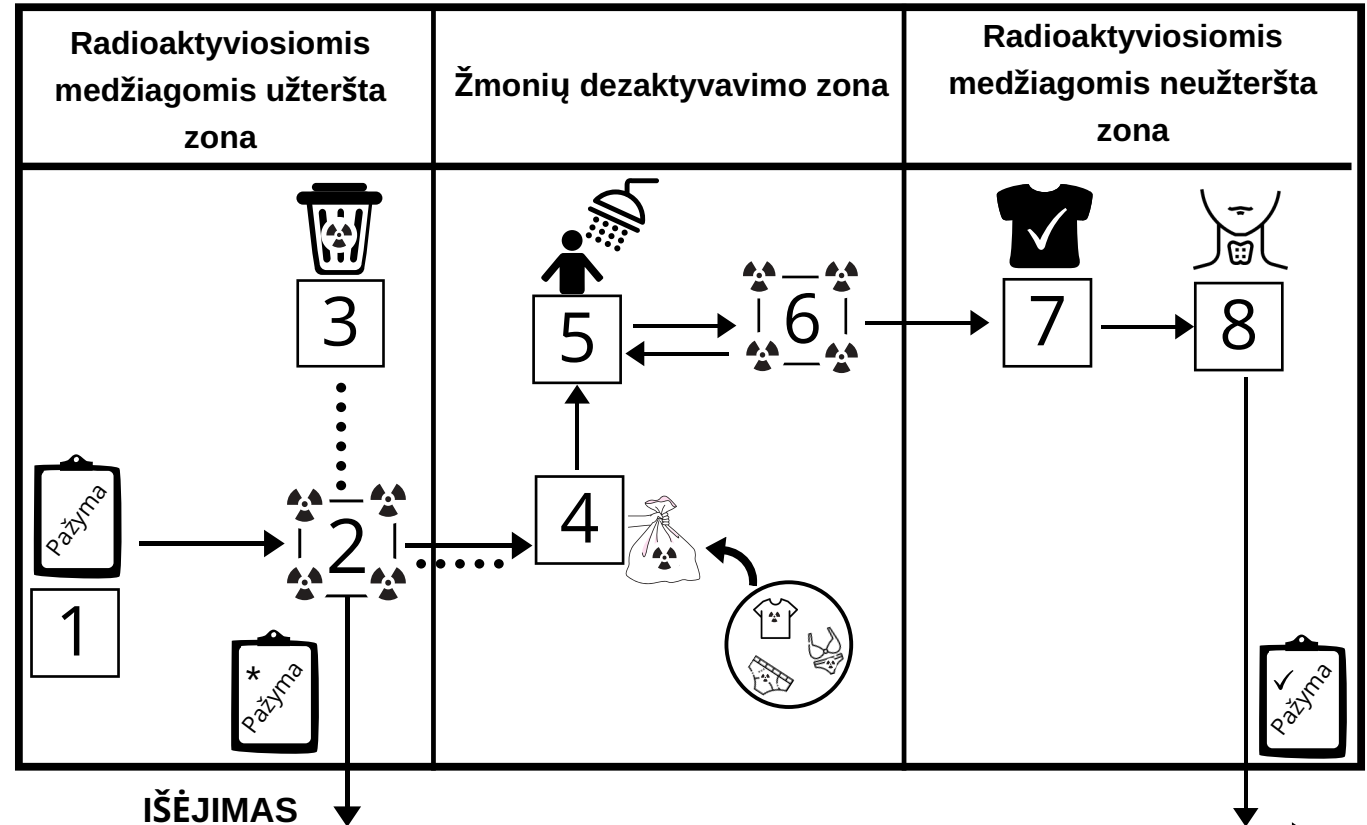 Radioaktyviosiomis
medžiagomis užteršta
zona
Žmonių dezaktyvavimo zona
Radioaktyviosiomis
medžiagomis neužteršta
zona
3
5
6
7
8
Pažyma
2
4
1
*
Pažyma
✓
Pažyma
IŠĖJIMAS